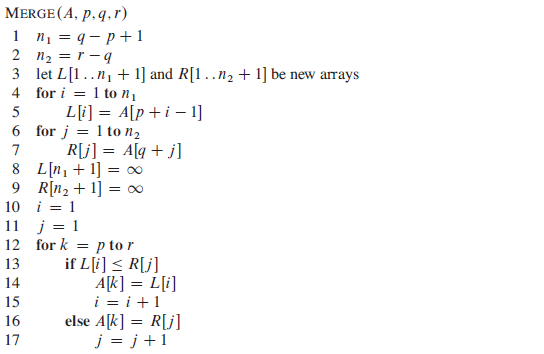 MERGE(A, p, q, r)
1 n₁ = q − p + 1
2 n₂ = r − q
3 let L[1 . . n₁ + 1] and R[1 . . n₂ + 1] be new arrays
4 for i = 1 to n₁
5 L[i] = A[p + i − 1]
6 for j = 1 to n₂
7 R[j] = A[q + j]
8 L[n₁ + 1] = ∞
9 R[n₂ + 1] = ∞
10 i = 1
11 j = 1
12 for k = p to r
13 if L[i] ≤ R[j]
14 A[k] = L[i]
15 i = i + 1
16 else A[k] = R[j]
17 j = j + 1